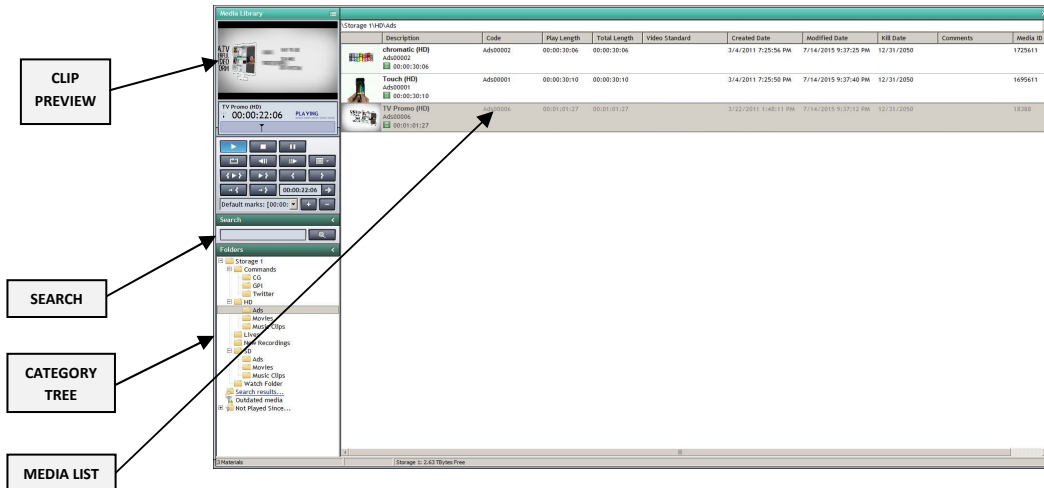 CLIP PREVIEW
SEARCH
CATEGORY TREE
MEDIA LIST
Media Library
TV Promo (HD)
00:00:22:06 PLAYING
00:00:22:06
Default marks: [00:00:
Search
Folders
Storage 1
Commands
CG
GPI
Twitter
HD
Ads
Movies
Music Clips
Lives
New Recordings
SD
Ads
Movies
Music Clips
Watch Folder
Search results...
Outdated media
Not Played Since...
\Storage 1\HD\Ads
Description Code Play Length Total Length Video Standard Created Date Modified Date Kill Date Comments Media ID
chromatic (HD) Ads00002 00:00:30:06 00:00:30:06 3/4/2011 7:25:56 PM 7/14/2015 9:37:25 PM 12/31/2050 1725611
Ads00002
00:00:30:06
Touch (HD) Ads00001 00:00:30:10 00:00:30:10 3/4/2011 7:25:50 PM 7/14/2015 9:37:40 PM 12/31/2050 1695611
Ads00001
00:00:30:10
TV Promo (HD) Ads00006 00:01:01:27 00:01:01:27 3/22/2011 1:48:11 PM 7/14/2015 9:37:12 PM 12/31/2050 18388
Ads00006
00:01:01:27
3 Materials Storage 1: 2.63 TBytes Free